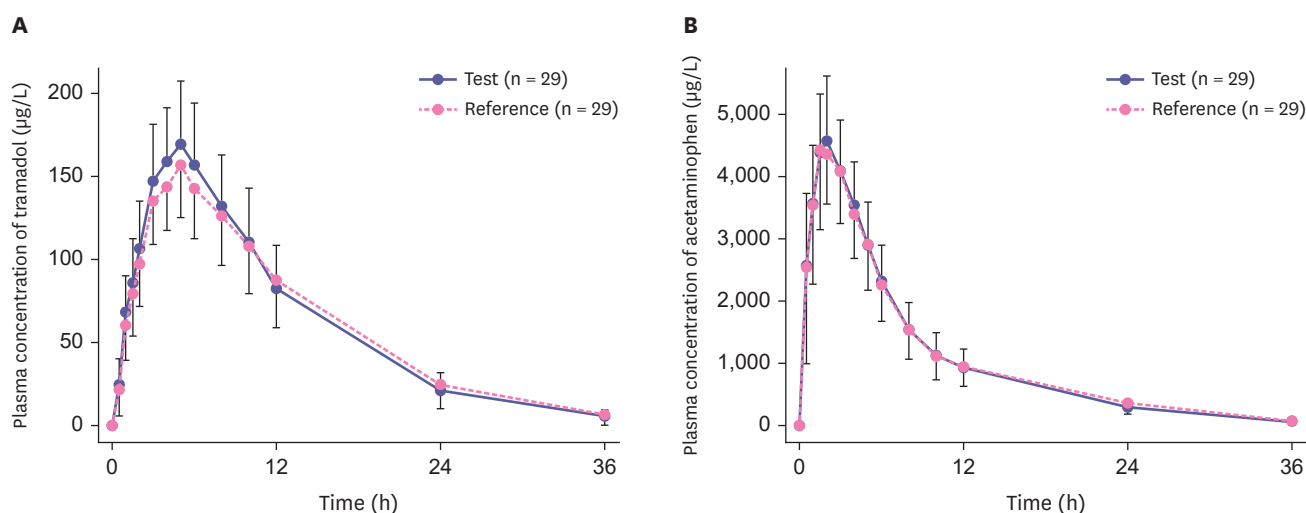 A
Plasma concentration of tramadol (µg/L)
200
150
100
50
0
0
12
24
36
Time (h)
Test (n = 29)
Reference (n = 29)
B
Plasma concentration of acetaminophen (µg/L)
5,000
4,000
3,000
2,000
1,000
0
0
12
24
36
Time (h)
Test (n = 29)
Reference (n = 29)